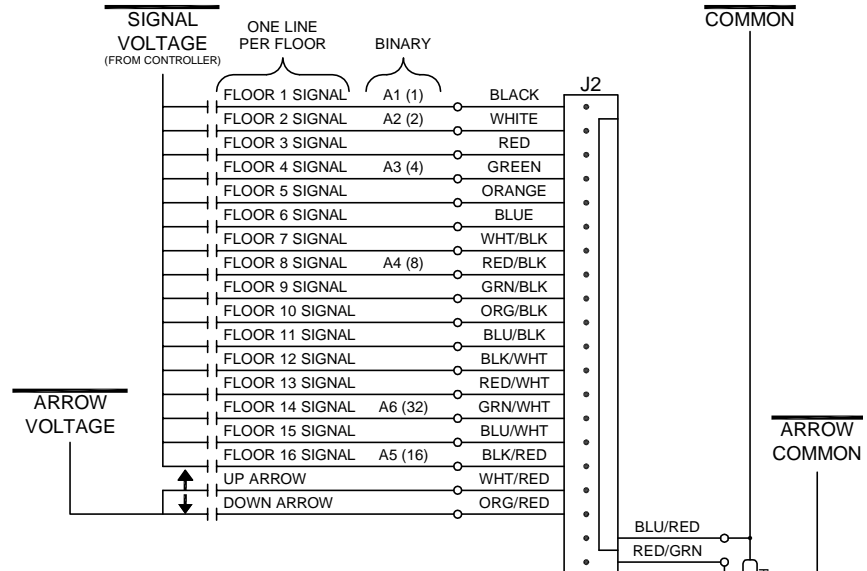 SIGNAL
VOLTAGE
(FROM CONTROLLER)
ONE LINE
PER FLOOR
BINARY
COMMON
J2
FLOOR 1 SIGNAL A1 (1) BLACK
FLOOR 2 SIGNAL A2 (2) WHITE
FLOOR 3 SIGNAL RED
FLOOR 4 SIGNAL A3 (4) GREEN
FLOOR 5 SIGNAL ORANGE
FLOOR 6 SIGNAL BLUE
FLOOR 7 SIGNAL WHT/BLK
FLOOR 8 SIGNAL A4 (8) RED/BLK
FLOOR 9 SIGNAL GRN/BLK
FLOOR 10 SIGNAL ORG/BLK
FLOOR 11 SIGNAL BLU/BLK
FLOOR 12 SIGNAL BLK/WHT
FLOOR 13 SIGNAL RED/WHT
FLOOR 14 SIGNAL A6 (32) GRN/WHT
FLOOR 15 SIGNAL BLU/WHT
FLOOR 16 SIGNAL A5 (16) BLK/RED
UP ARROW WHT/RED
DOWN ARROW ORG/RED
ARROW
VOLTAGE
ARROW
COMMON
BLU/RED
RED/GRN